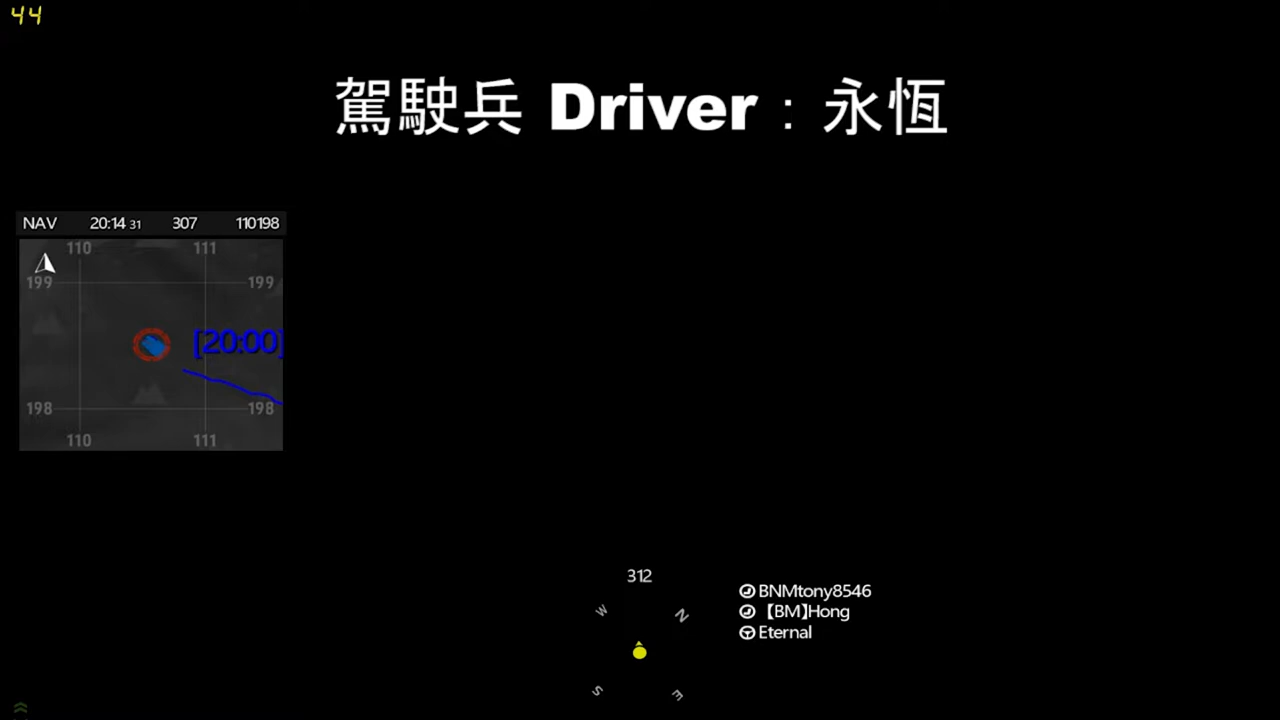 44
駕駛兵 Driver：永恆
NAV 20:14 31 307 110198
110 111
199 199
[20:00]
198 198
110 111
312
W N
S E
BNMtony8546
【BM】Hong
Eternal